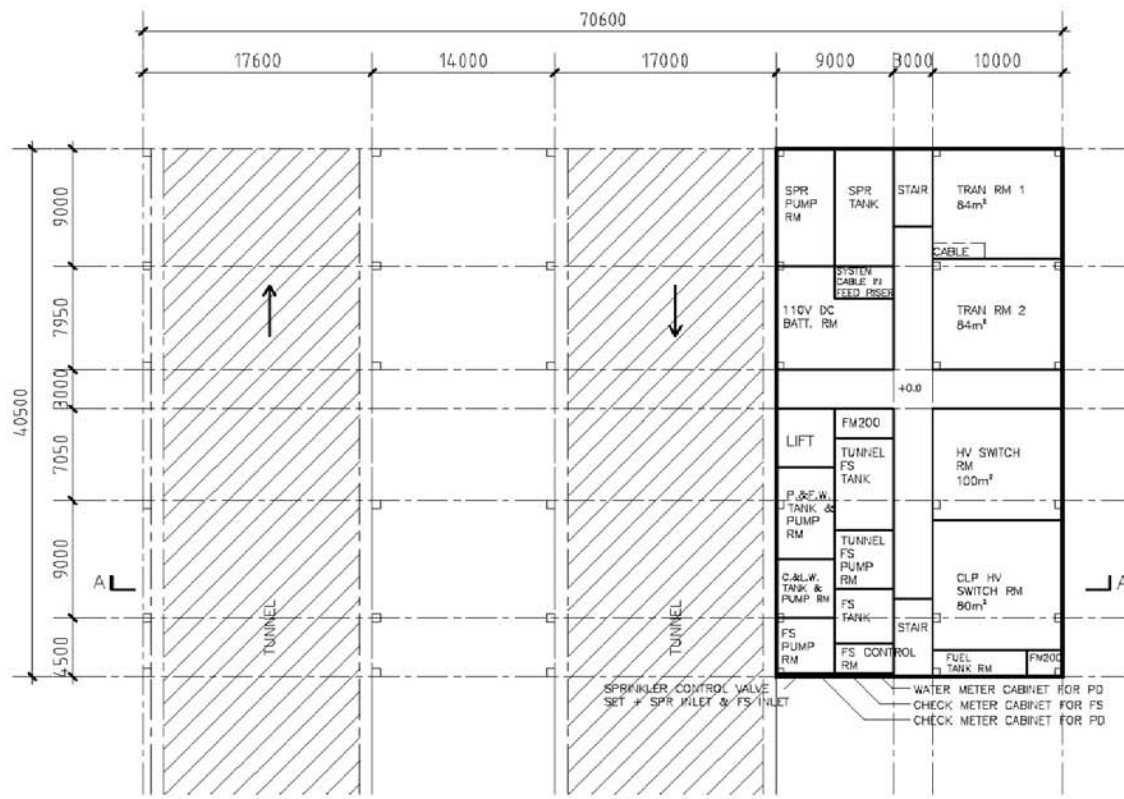 70600
17600
14000
17000
9000
3000
10000
40500
9000
7950
3000
7050
9000
4500
SPR
PUMP
RM
SPR
TANK
STAIR
TRAN RM 1
84m²
CABLE
SYSTEM
CABLE IN
FEED RISER
110V DC
BATT. RM
TRAN RM 2
84m²
+0.0
LIFT
FM200
TUNNEL
FS
TANK
HV SWITCH
RM
100m²
P.&F.W.
TANK &
PUMP
RM
TUNNEL
FS
PUMP
RM
C.&L.W.
TANK &
PUMP RM
FS
TANK
CLP HV
SWITCH RM
80m²
A
A
TUNNEL
TUNNEL
FS
PUMP
RM
FS CONTROL
RM
STAIR
FUEL
TANK RM
FM200
SPRINKLER CONTROL VALVE
SET + SPR INLET & FS INLET
WATER METER CABINET FOR PD
CHECK METER CABINET FOR FS
CHECK METER CABINET FOR PD